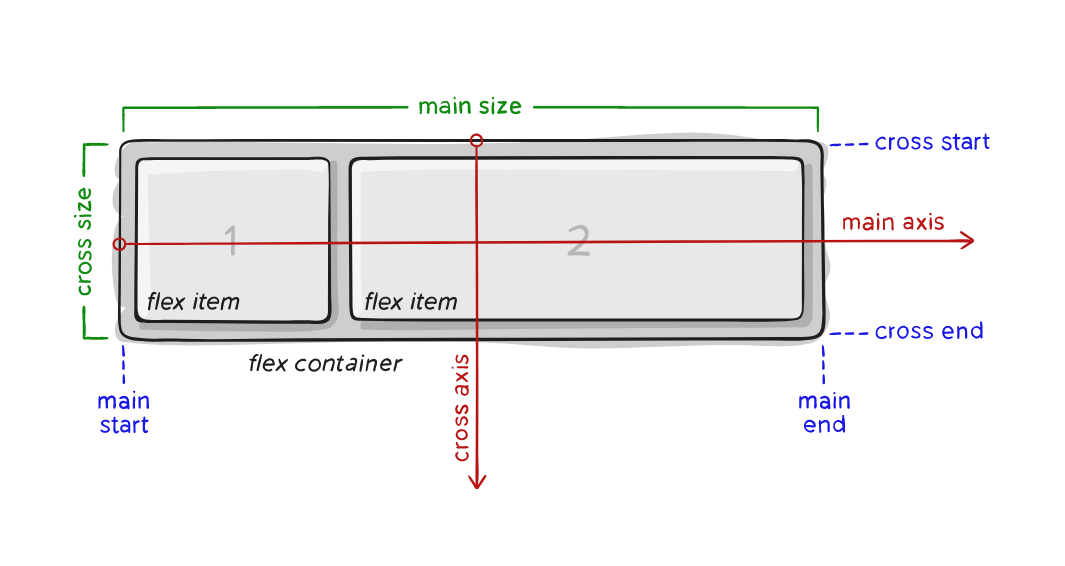 main size
cross start
cross size
1
2
main axis
flex item
flex item
cross end
flex container
cross axis
main
start
main
end